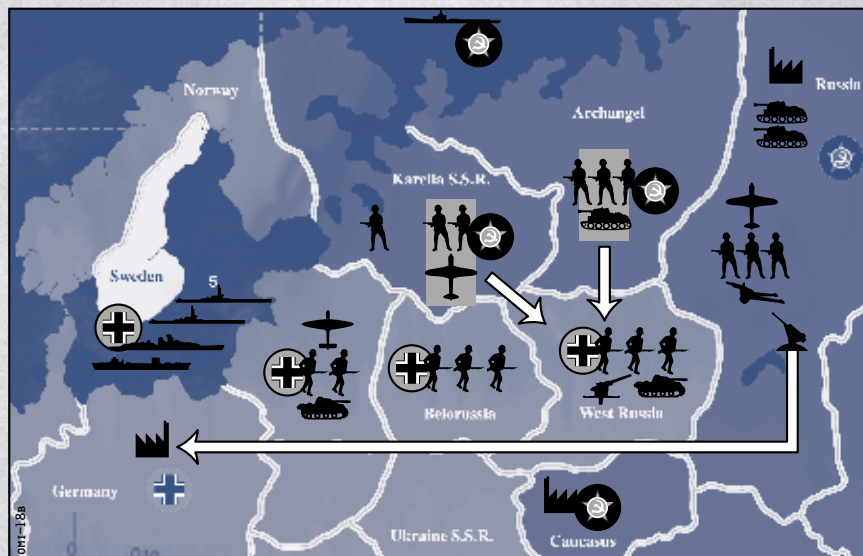 Norway
Archangel
Russia
Karelia S.S.R.
Sweden
5
Belorussia
West Russia
Germany
Ukraine S.S.R.
Caucasus